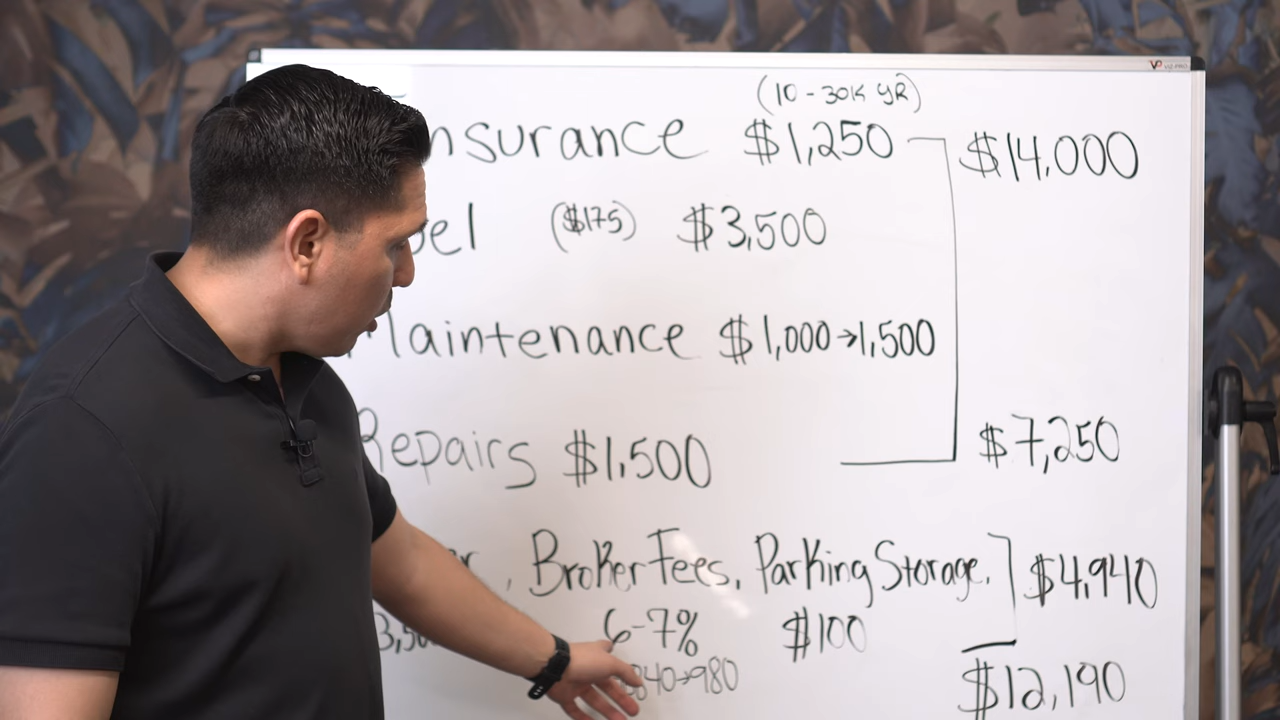 (10 - 30K YR)
nsurance $1,250 $14,000
el ($175) $3,500
Maintenance $1,000→1,500
Repairs $1,500 $7,250
, Broker Fees, Parking Storage, $4,940
6-7% $100
840→980 $12,190